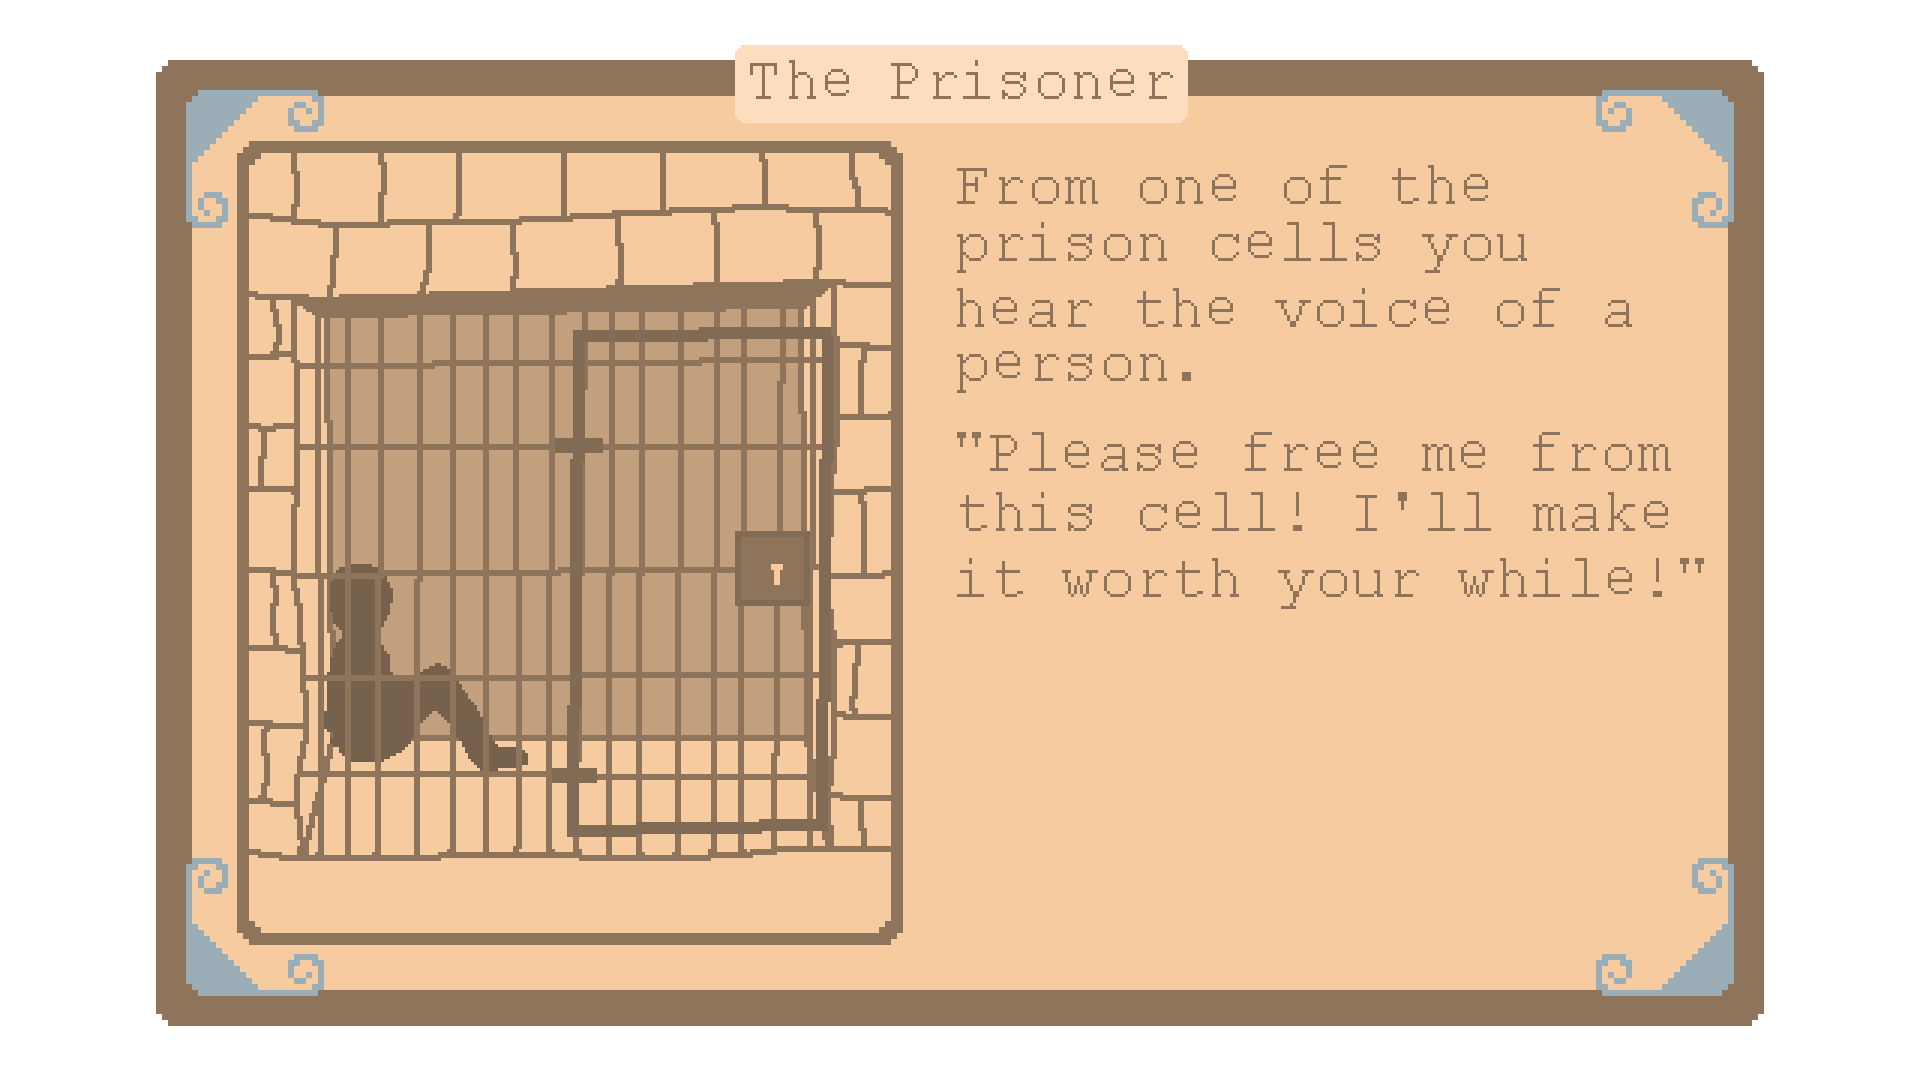 The Prisoner
From one of the
prison cells you
hear the voice of a
person.
"Please free me from
this cell! I'll make
it worth your while!"